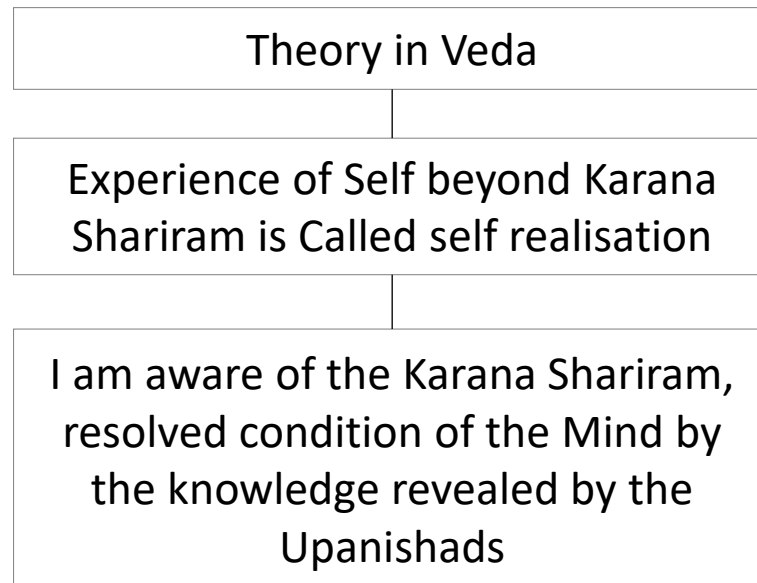 Theory in Veda
Experience of Self beyond Karana
Shariram is Called self realisation
I am aware of the Karana Shariram,
resolved condition of the Mind by
the knowledge revealed by the
Upanishads